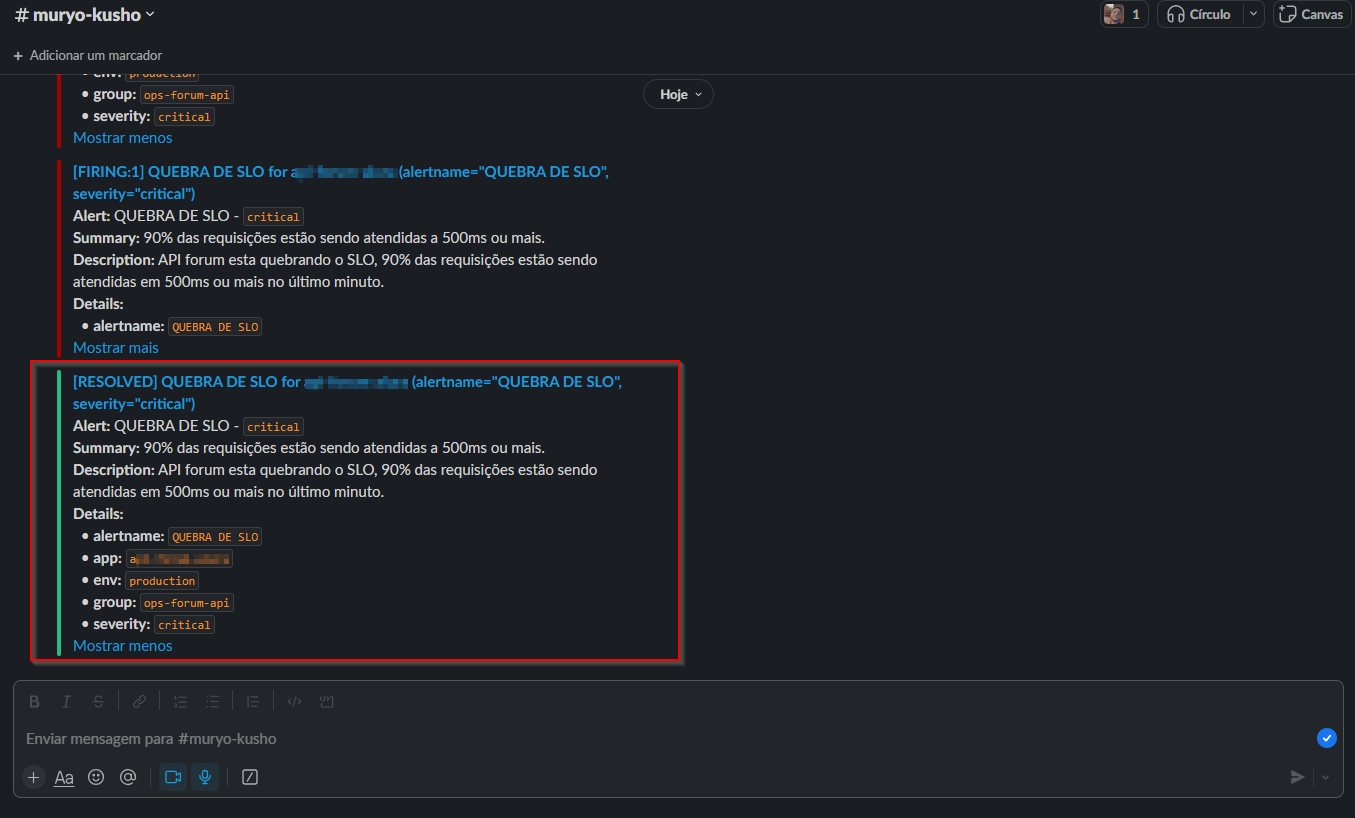 # muryo-kusho
1
Círculo
Canvas
+ Adicionar um marcador
Hoje
• env: production
• group: ops-forum-api
• severity: critical
Mostrar menos
[FIRING:1] QUEBRA DE SLO for (alertname="QUEBRA DE SLO",
severity="critical")
Alert: QUEBRA DE SLO - critical
Summary: 90% das requisições estão sendo atendidas a 500ms ou mais.
Description: API forum esta quebrando o SLO, 90% das requisições estão sendo
atendidas em 500ms ou mais no último minuto.
Details:
• alertname: QUEBRA DE SLO
Mostrar mais
[RESOLVED] QUEBRA DE SLO for (alertname="QUEBRA DE SLO",
severity="critical")
Alert: QUEBRA DE SLO - critical
Summary: 90% das requisições estão sendo atendidas a 500ms ou mais.
Description: API forum esta quebrando o SLO, 90% das requisições estão sendo
atendidas em 500ms ou mais no último minuto.
Details:
• alertname: QUEBRA DE SLO
• app:
• env: production
• group: ops-forum-api
• severity: critical
Mostrar menos
B I S
Enviar mensagem para #muryo-kusho
+ Aa @